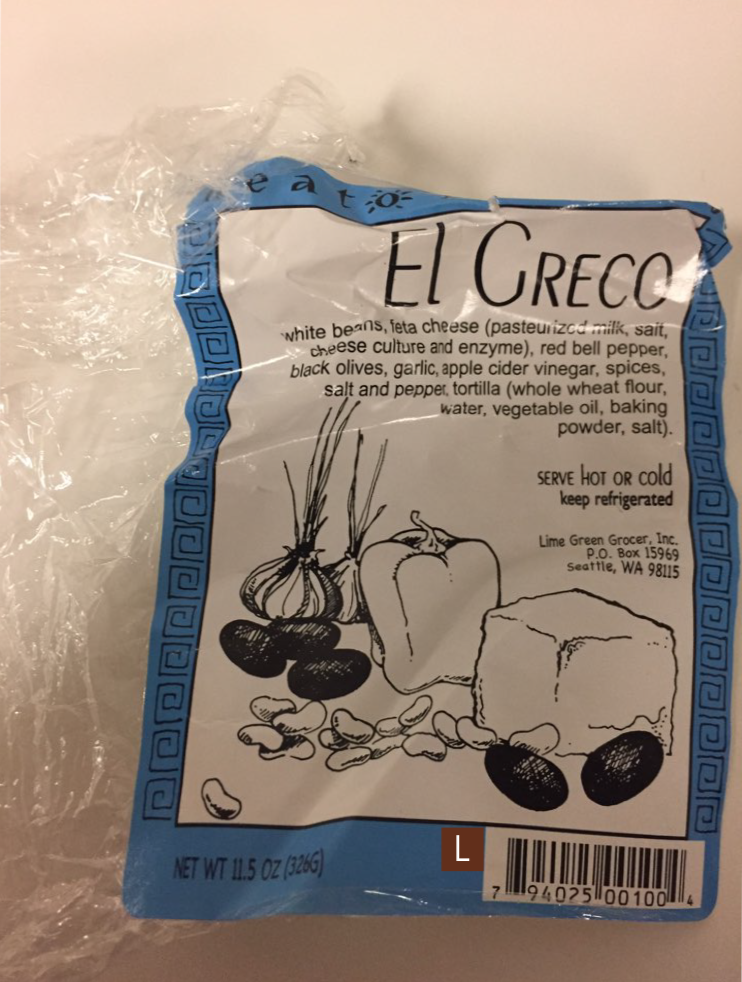 eat
El GRECO
white beans, feta cheese (pasteurized milk, salt,
cheese culture and enzyme), red bell pepper,
black olives, garlic, apple cider vinegar, spices,
salt and pepper, tortilla (whole wheat flour,
water, vegetable oil, baking
powder, salt).
SERVE HOT OR COLD
keep refrigerated
Lime Green Grocer, Inc.
P.O. Box 15969
Seattle, WA 98115
L
NET WT 11.5 OZ (326G)
7 94025 00100 4